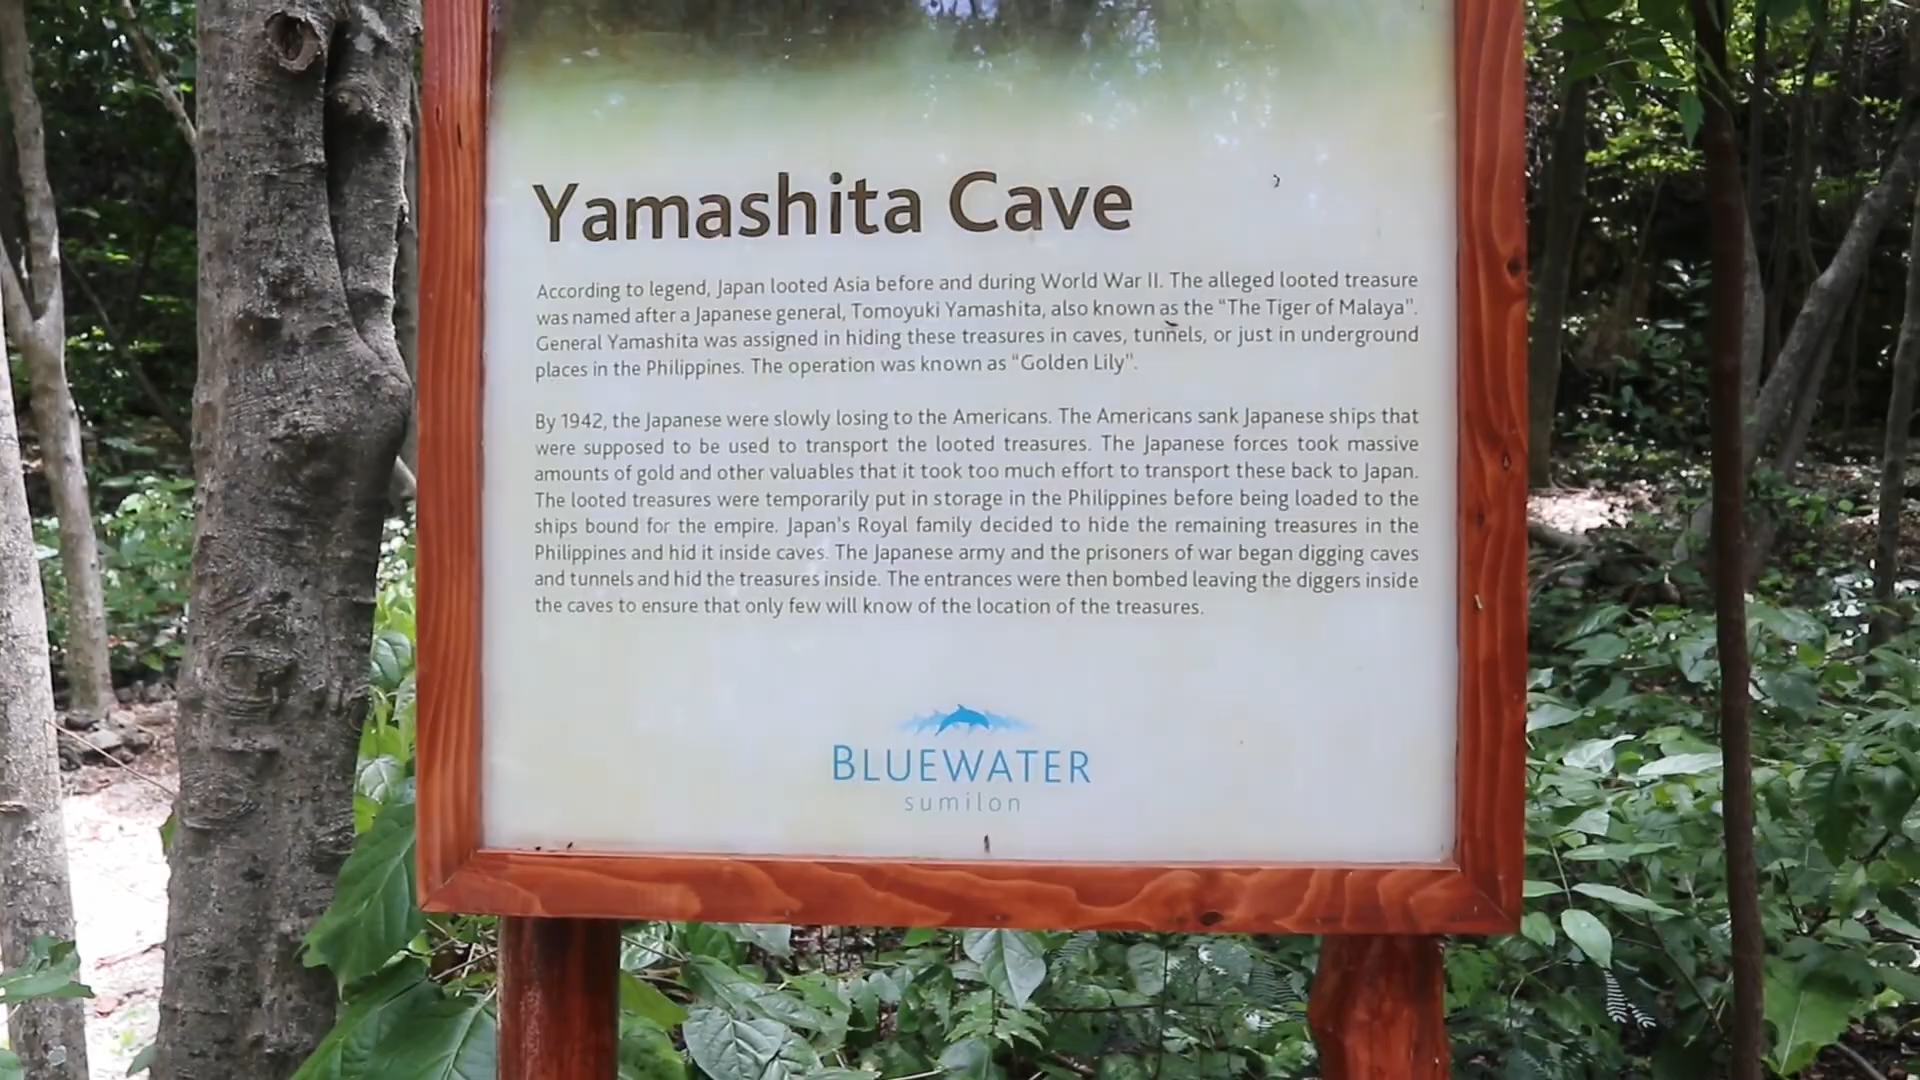 Yamashita Cave
According to legend, Japan looted Asia before and during World War II. The alleged looted treasure
was named after a Japanese general, Tomoyuki Yamashita, also known as the “The Tiger of Malaya”.
General Yamashita was assigned in hiding these treasures in caves, tunnels, or just in underground
places in the Philippines. The operation was known as “Golden Lily”.
By 1942, the Japanese were slowly losing to the Americans. The Americans sank Japanese ships that
were supposed to be used to transport the looted treasures. The Japanese forces took massive
amounts of gold and other valuables that it took too much effort to transport these back to Japan.
The looted treasures were temporarily put in storage in the Philippines before being loaded to the
ships bound for the empire. Japan's Royal family decided to hide the remaining treasures in the
Philippines and hid it inside caves. The Japanese army and the prisoners of war began digging caves
and tunnels and hid the treasures inside. The entrances were then bombed leaving the diggers inside
the caves to ensure that only few will know of the location of the treasures.
BLUEWATER
sumilon